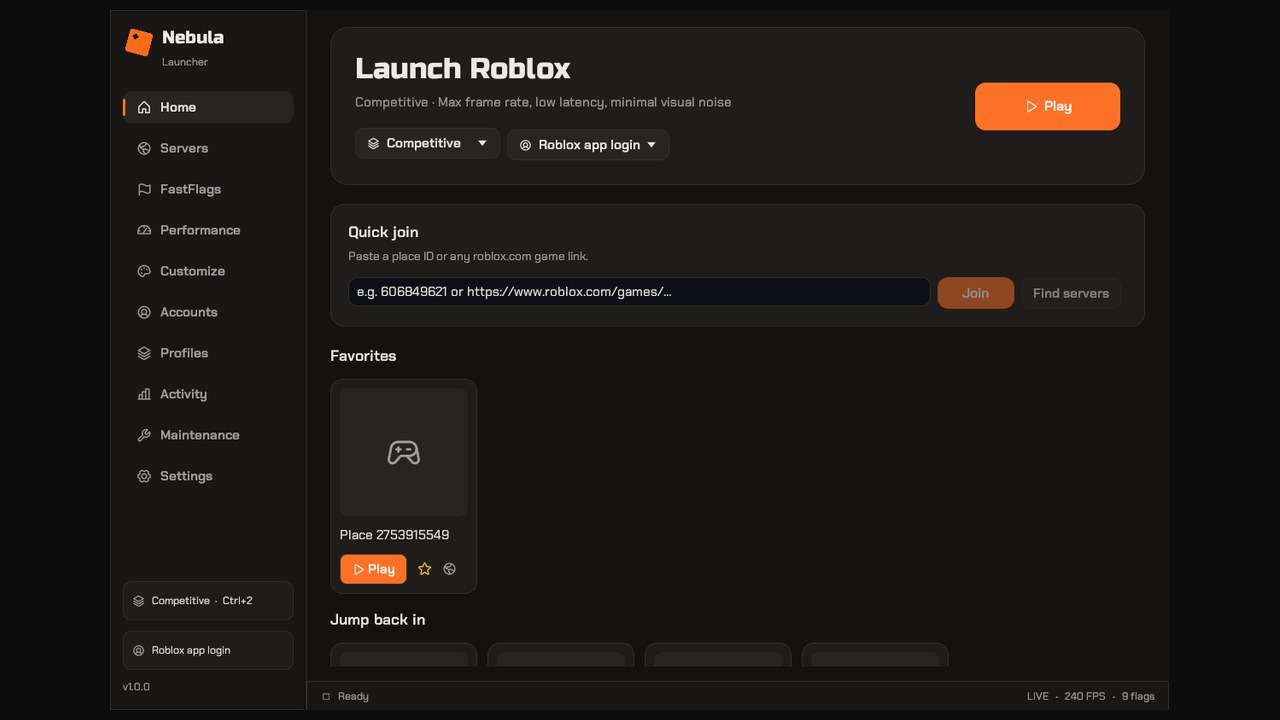 Nebula
Launcher
Home
Servers
FastFlags
Performance
Customize
Accounts
Profiles
Activity
Maintenance
Settings
Competitive · Ctrl+2
Roblox app login
v1.0.0
Launch Roblox
Competitive · Max frame rate, low latency, minimal visual noise
Competitive
Roblox app login
Play
Quick join
Paste a place ID or any roblox.com game link.
e.g. 606849621 or https://www.roblox.com/games/...
Join
Find servers
Favorites
Place 2753915549
Play
Jump back in
Ready
LIVE · 240 FPS · 9 flags